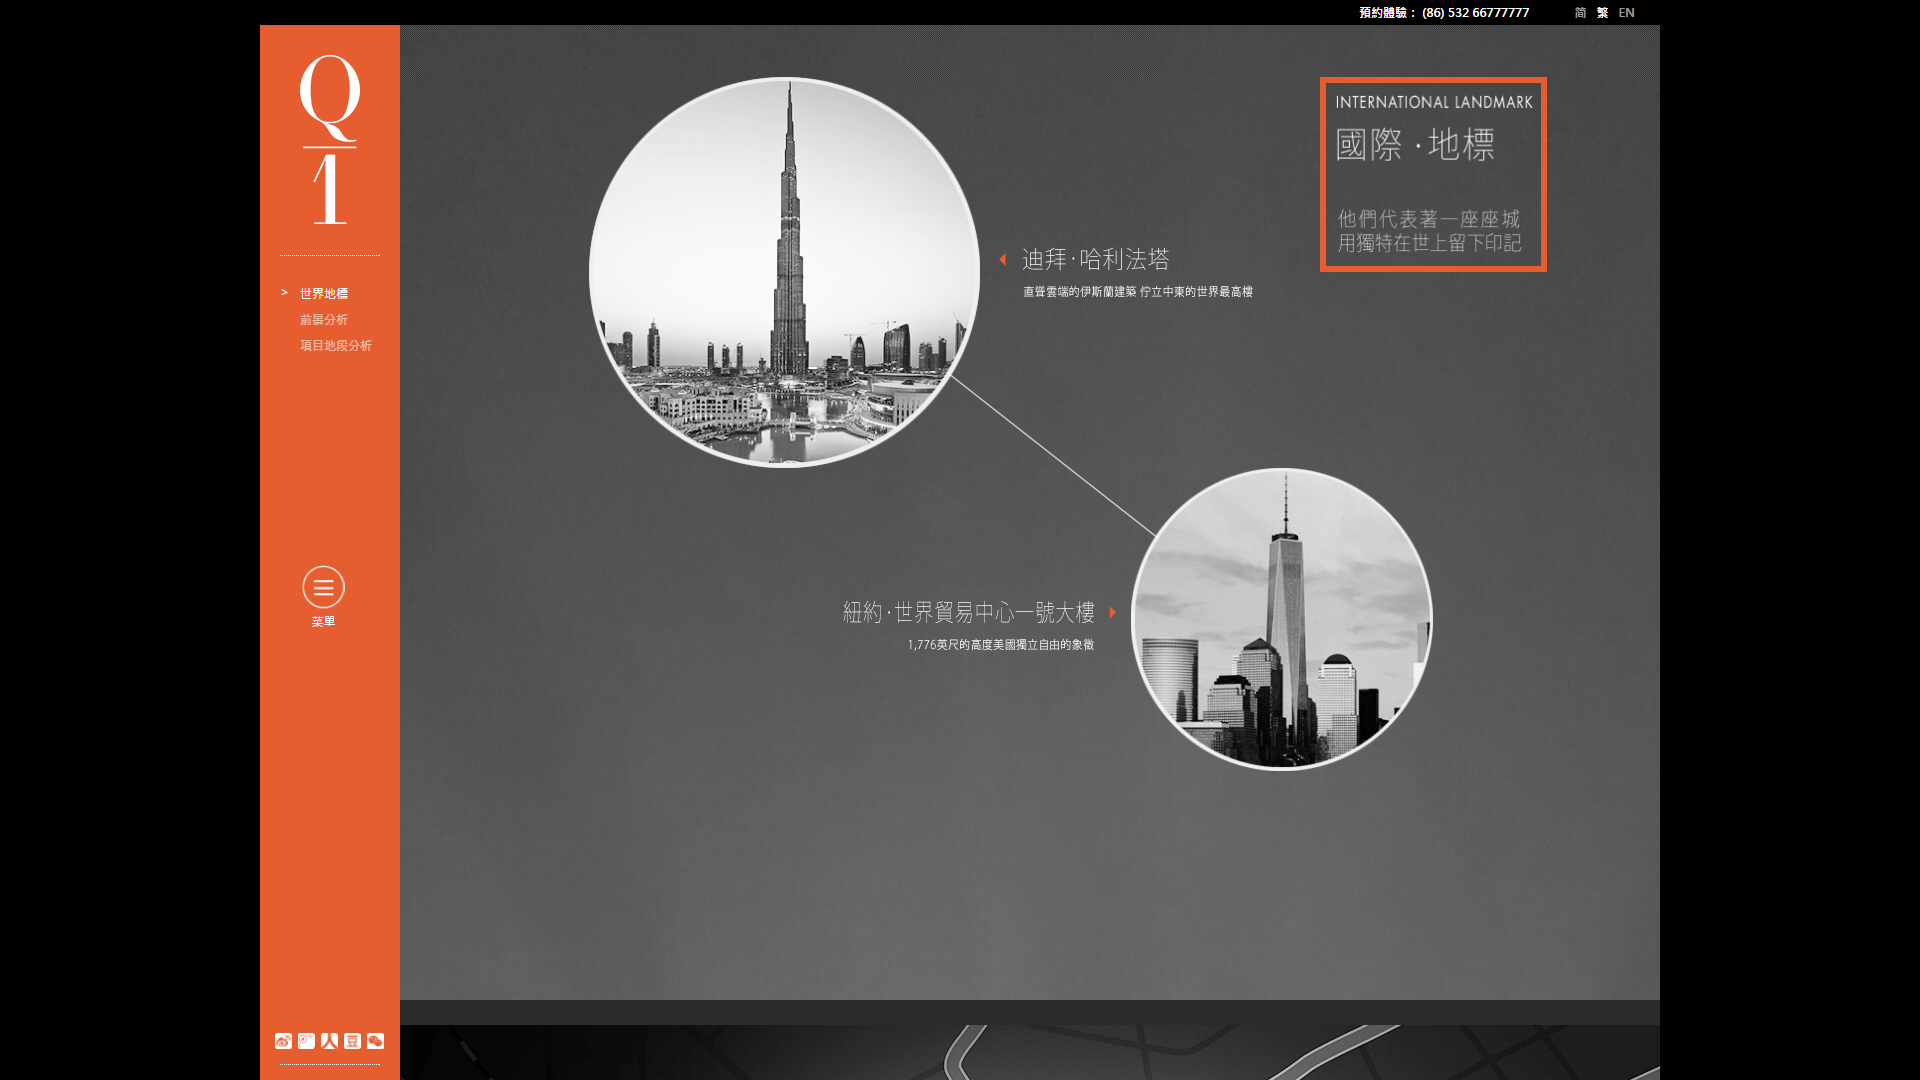 預約體驗： (86) 532 66777777
简 繁 EN
Q
1
> 世界地標
前景分析
項目地段分析
菜單
INTERNATIONAL LANDMARK
國際 · 地標
他們代表著一座座城
用獨特在世上留下印記
迪拜 · 哈利法塔
直聳雲端的伊斯蘭建築 佇立中東的世界最高樓
紐約 · 世界貿易中心一號大樓
1,776英尺的高度美國獨立自由的象徵
人 豆